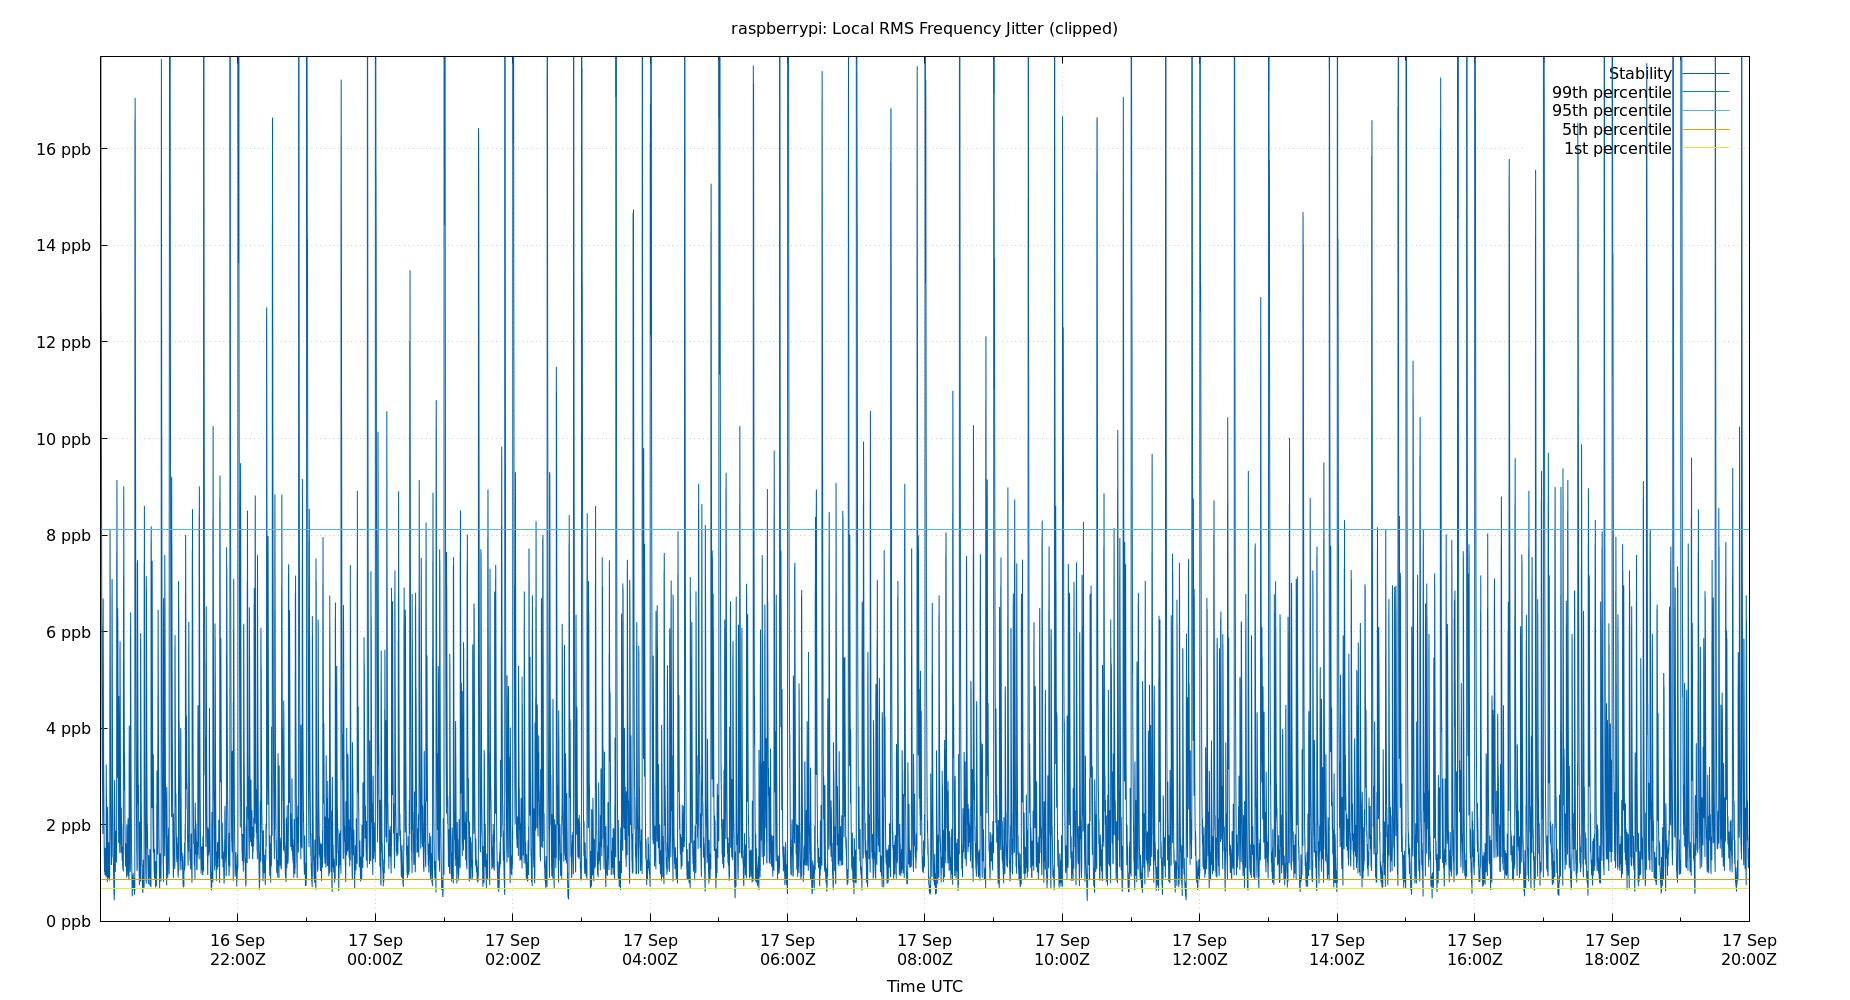 raspberrypi: Local RMS Frequency Jitter (clipped)
Stability
99th percentile
95th percentile
5th percentile
1st percentile
16 ppb
14 ppb
12 ppb
10 ppb
8 ppb
6 ppb
4 ppb
2 ppb
0 ppb
16 Sep 17 Sep 17 Sep 17 Sep 17 Sep 17 Sep 17 Sep 17 Sep 17 Sep 17 Sep 17 Sep 17 Sep
22:00Z 00:00Z 02:00Z 04:00Z 06:00Z 08:00Z 10:00Z 12:00Z 14:00Z 16:00Z 18:00Z 20:00Z
Time UTC